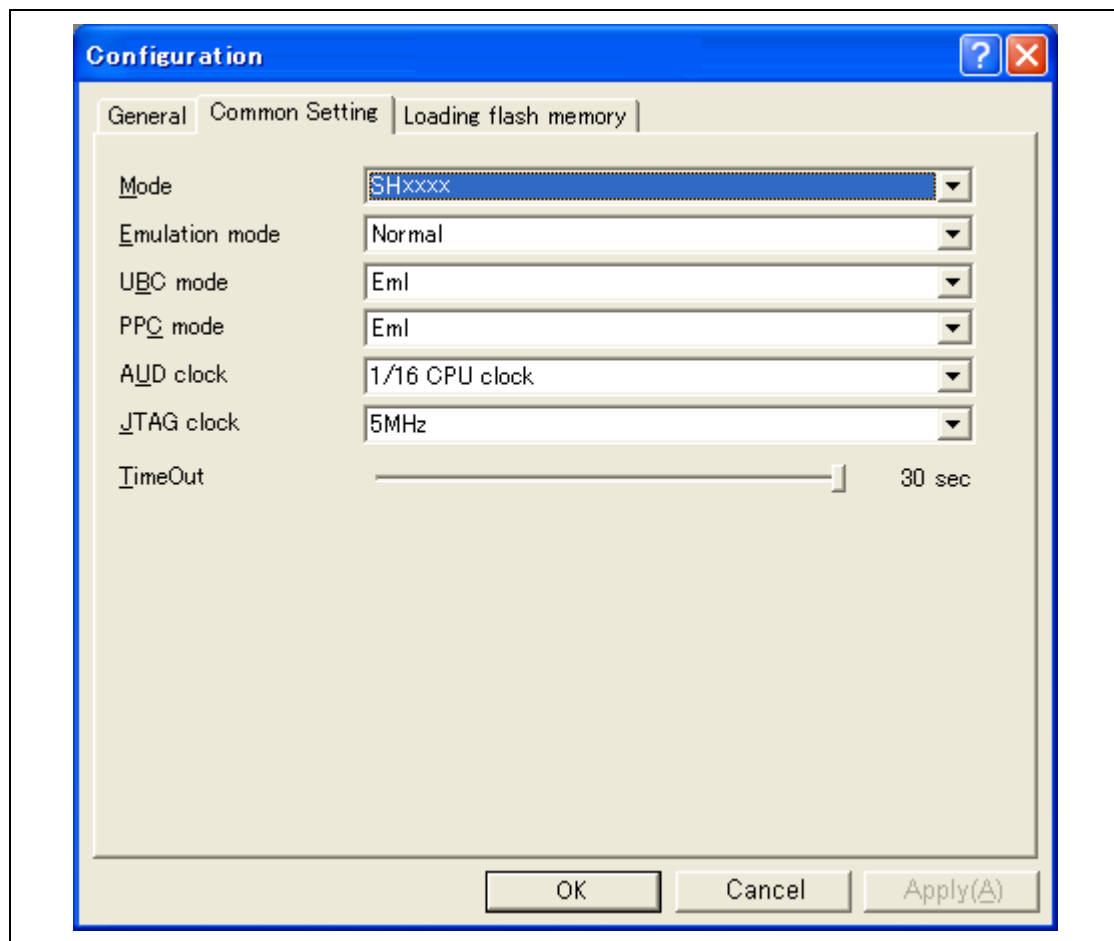 Configuration
General Common Setting Loading flash memory
Mode SHxxxx
Emulation mode Normal
UBC mode Eml
PPC mode Eml
AUD clock 1/16 CPU clock
JTAG clock 5MHz
TimeOut 30 sec
OK Cancel Apply(A)